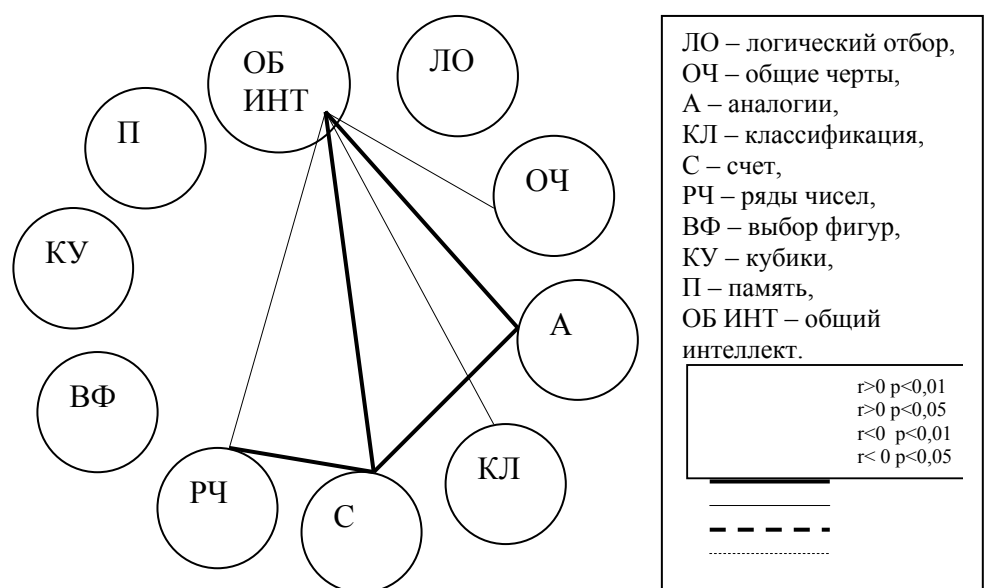 ОБ
ИНТ
ЛО
П
ОЧ
КУ
А
ВФ
КЛ
РЧ
С
ЛО – логический отбор,
ОЧ – общие черты,
А – аналогии,
КЛ – классификация,
С – счет,
РЧ – ряды чисел,
ВФ – выбор фигур,
КУ – кубики,
П – память,
ОБ ИНТ – общий
интеллект.
r>0 p<0,01
r>0 p<0,05
r<0 p<0,01
r< 0 p<0,05